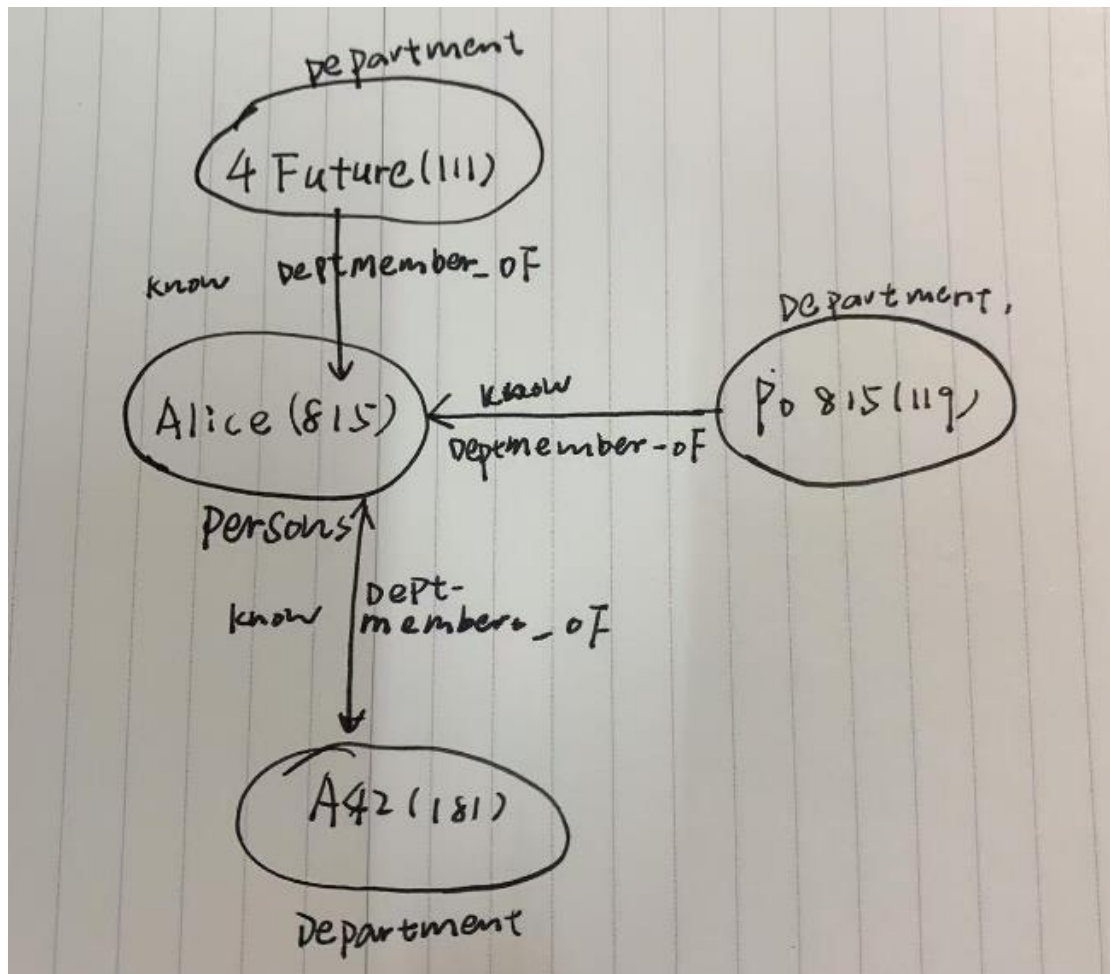 Department
4 Future(111)
know Deptmember_of
Department.
Alice (815)
know
Po 815(119)
Deptmember-of
Persons
know Dept-
members_of
A42(181)
Department